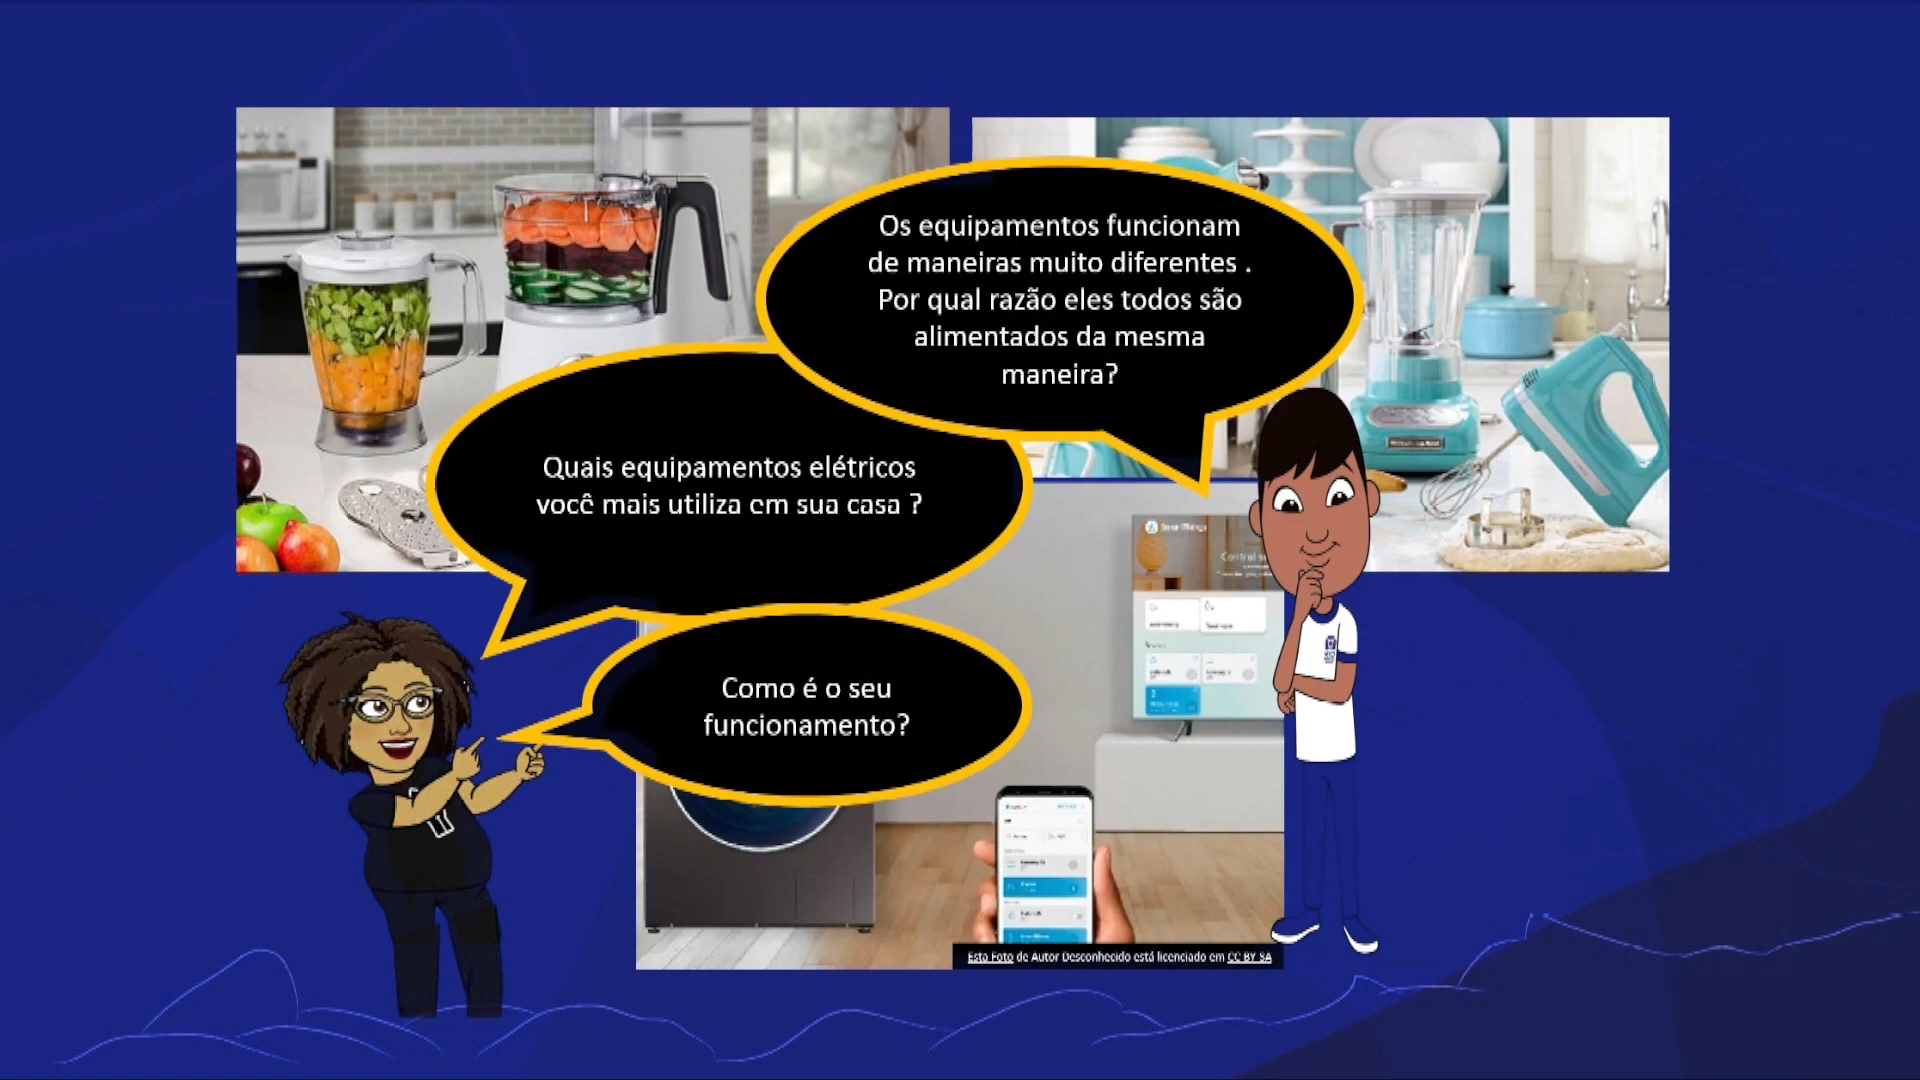 Os equipamentos funcionam
de maneiras muito diferentes .
Por qual razão eles todos são
alimentados da mesma
maneira?
Quais equipamentos elétricos
você mais utiliza em sua casa ?
Como é o seu
funcionamento?
Esta Foto de Autor Desconhecido está licenciado em CC BY SA